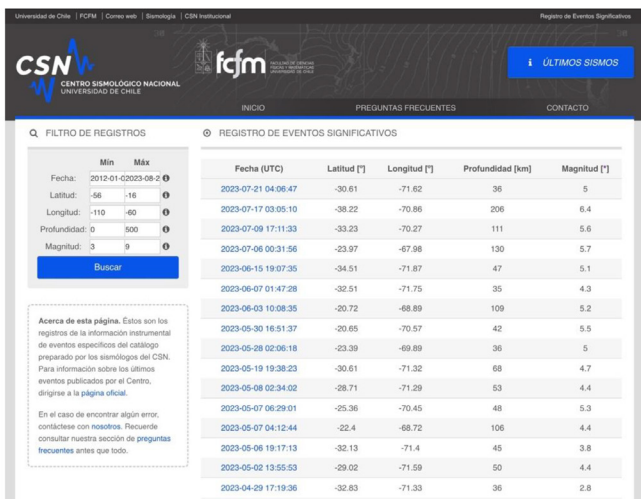 Universidad de Chile | FCFM | Correo web | Sismología | CSN Institucional
Registro de Eventos Significativos
CSN
CENTRO SISMOLÓGICO NACIONAL
UNIVERSIDAD DE CHILE
fcfm
FACULTAD DE CIENCIAS
FÍSICAS Y MATEMÁTICAS
UNIVERSIDAD DE CHILE
i ÚLTIMOS SISMOS
INICIO PREGUNTAS FRECUENTES CONTACTO
FILTRO DE REGISTROS
Mín Máx
Fecha: 2012-01-0 2023-08-2
Latitud: -56 -16
Longitud: -110 -60
Profundidad: 0 500
Magnitud: 3 9
Buscar
Acerca de esta página. Éstos son los
registros de la información instrumental
de eventos específicos del catálogo
preparado por los sismólogos del CSN.
Para información sobre los últimos
eventos publicados por el Centro,
dirigirse a la página oficial.
En el caso de encontrar algún error,
contáctese con nosotros. Recuerde
consultar nuestra sección de preguntas
frecuentes antes que todo.
REGISTRO DE EVENTOS SIGNIFICATIVOS
Fecha (UTC) Latitud [º] Longitud [º] Profundidad [km] Magnitud [*]
2023-07-21 04:06:47 -30.61 -71.62 36 5
2023-07-17 03:05:10 -38.22 -70.86 206 6.4
2023-07-09 17:11:33 -33.23 -70.27 111 5.6
2023-07-06 00:31:56 -23.97 -67.98 130 5.7
2023-06-15 19:07:35 -34.51 -71.87 47 5.1
2023-06-07 01:47:28 -32.51 -71.75 35 4.3
2023-06-03 10:08:35 -20.72 -68.89 109 5.2
2023-05-30 16:51:37 -20.65 -70.57 42 5.5
2023-05-28 02:06:18 -23.39 -69.89 36 5
2023-05-19 19:38:23 -30.61 -71.32 68 4.7
2023-05-08 02:34:02 -28.71 -71.29 53 4.4
2023-05-07 06:29:01 -25.36 -70.45 48 5.3
2023-05-07 04:12:44 -22.4 -68.72 106 4.4
2023-05-06 19:17:13 -32.13 -71.4 45 3.8
2023-05-02 13:55:53 -29.02 -71.59 50 4.4
2023-04-29 17:19:36 -32.83 -71.33 36 2.8